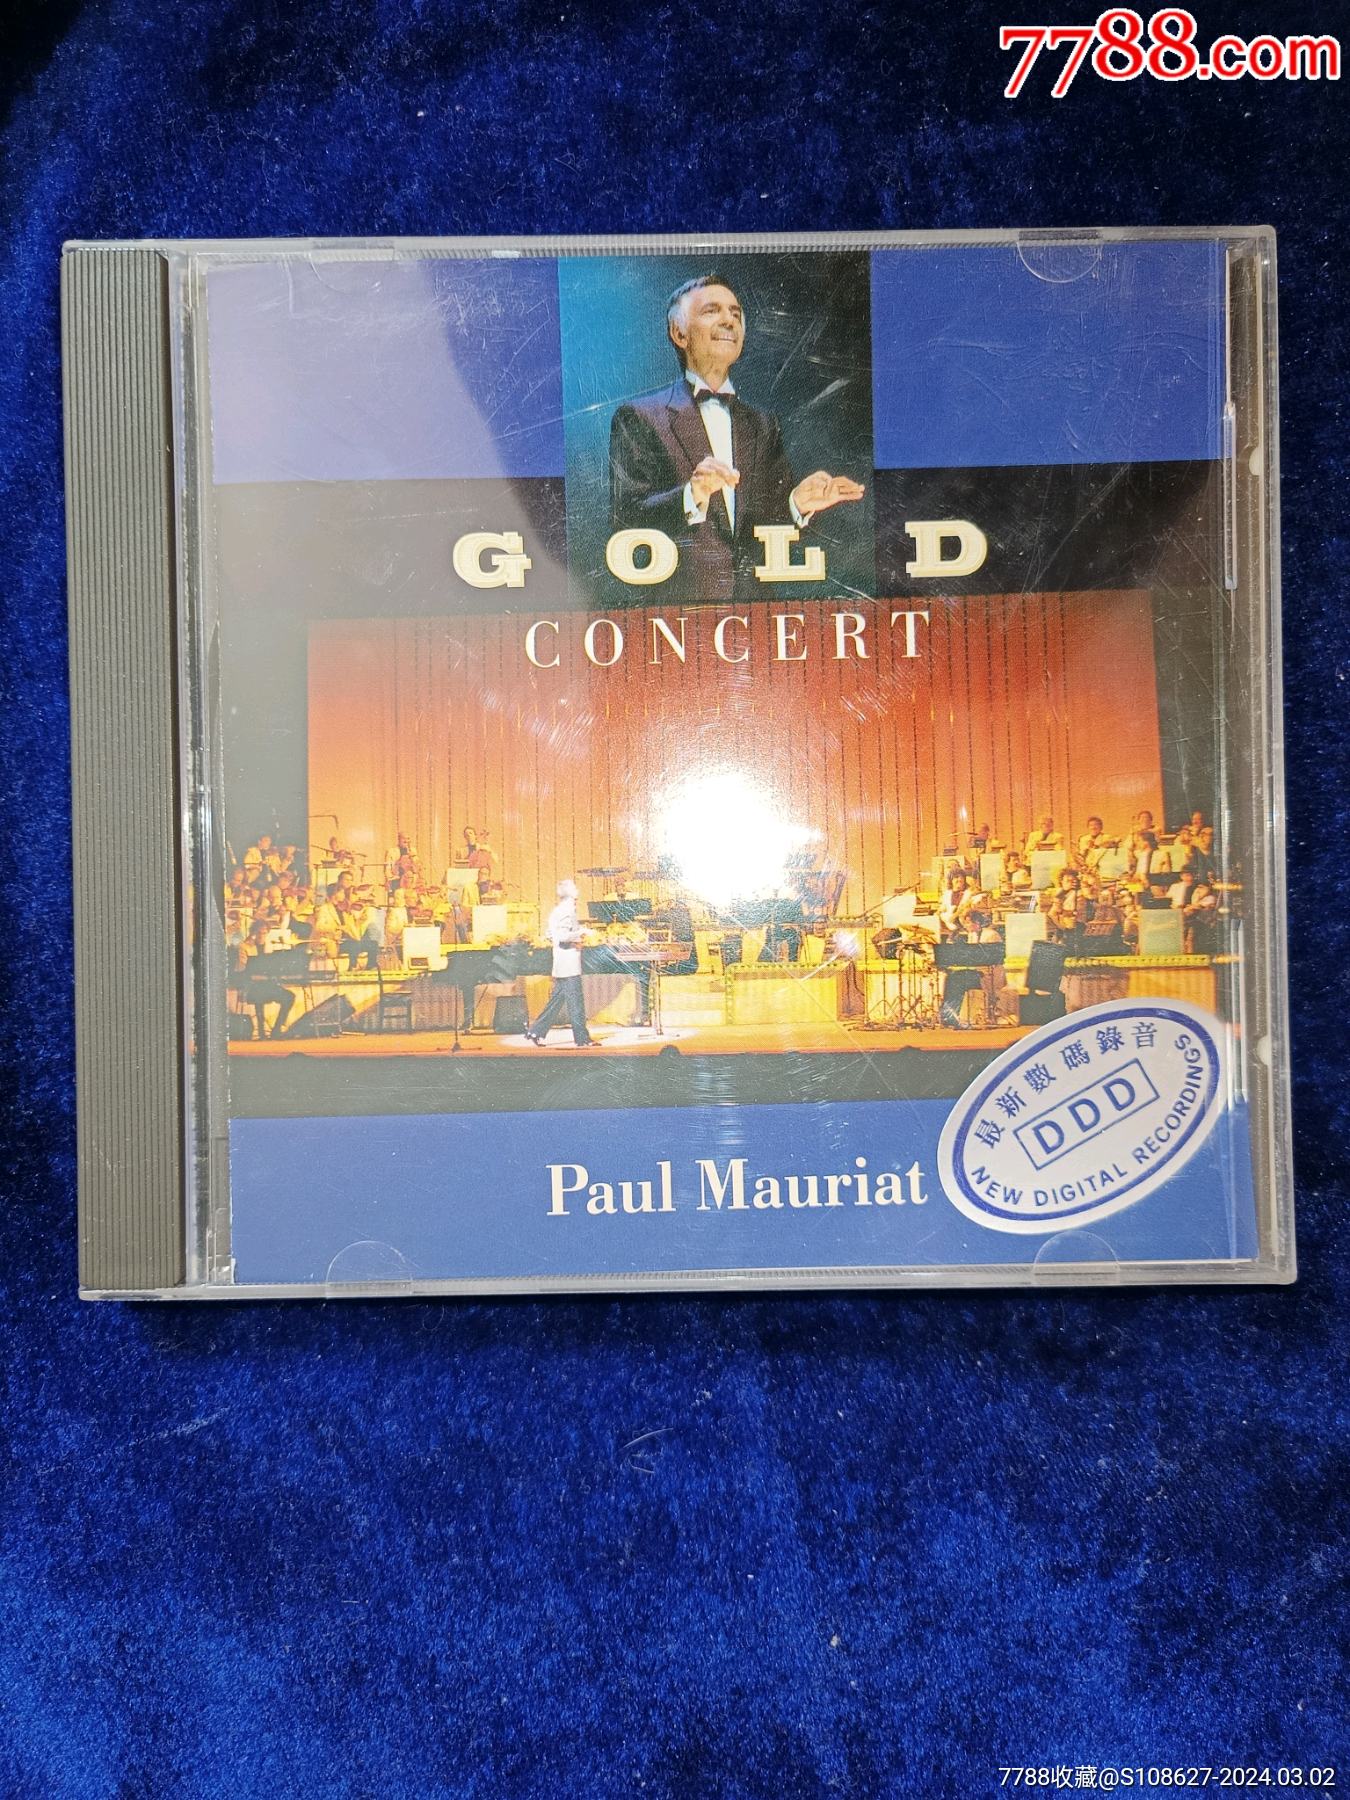 7788.com
GOLD
CONCERT
最新數碼錄音
DDD
NEW DIGITAL RECORDINGS
Paul Mauriat
7788收藏@S108627-2024.03.02